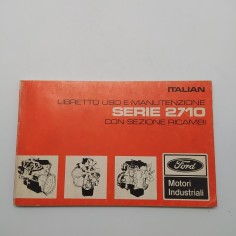 ITALIAN
LIBRETTO USO E MANUTENZIONE
SERIE 2710
CON SEZIONE RICAMBI
Ford
Motori
Industriali